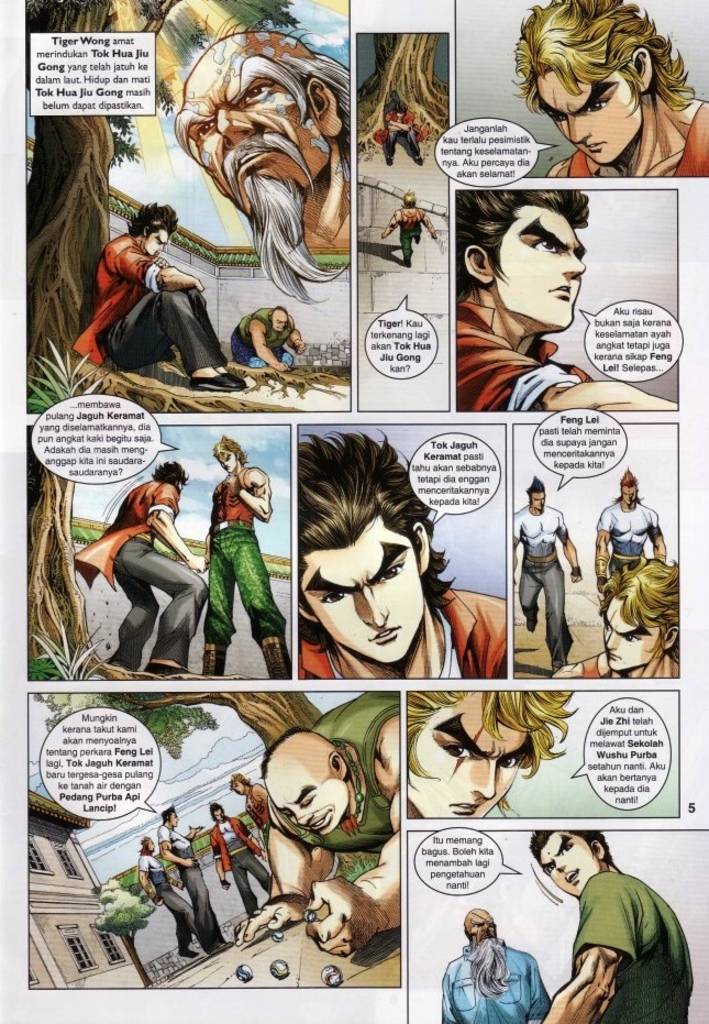 Tiger Wong amat
merindukan Tok Hua Jiu
Gong yang telah jatuh ke
dalam laut. Hidup dan mati
Tok Hua Jiu Gong masih
belum dapat dipastikan.
Tiger! Kau
terkenang lagi
akan Tok Hua
Jiu Gong
kan?
Janganlah
kau terlalu pesimistik
tentang keselamatan-
nya. Aku percaya dia
akan selamat!
Aku risau
bukan saja kerana
keselamatan ayah
angkat tetapi juga
kerana sikap Feng
Lei! Selepas...
...membawa
pulang Jaguh Keramat
yang diselamatkannya, dia
pun angkat kaki begitu saja.
Adakah dia masih meng-
anggap kita ini saudara-
saudaranya?
Tok Jaguh
Keramat pasti
tahu akan sebabnya
tetapi dia enggan
menceritakannya
kepada kita!
Feng Lei
pasti telah meminta
dia supaya jangan
menceritakannya
kepada kita!
Mungkin
kerana takut kami
akan menyoalnya
tentang perkara Feng Lei
lagi, Tok Jaguh Keramat
baru tergesa-gesa pulang
ke tanah air dengan
Pedang Purba Api
Lancip!
Aku dan
Jie Zhi telah
dijemput untuk
melawat Sekolah
Wushu Purba
setahun nanti. Aku
akan bertanya
kepada dia
nanti!
5
Itu memang
bagus. Boleh kita
menambah lagi
pengetahuan
nanti!